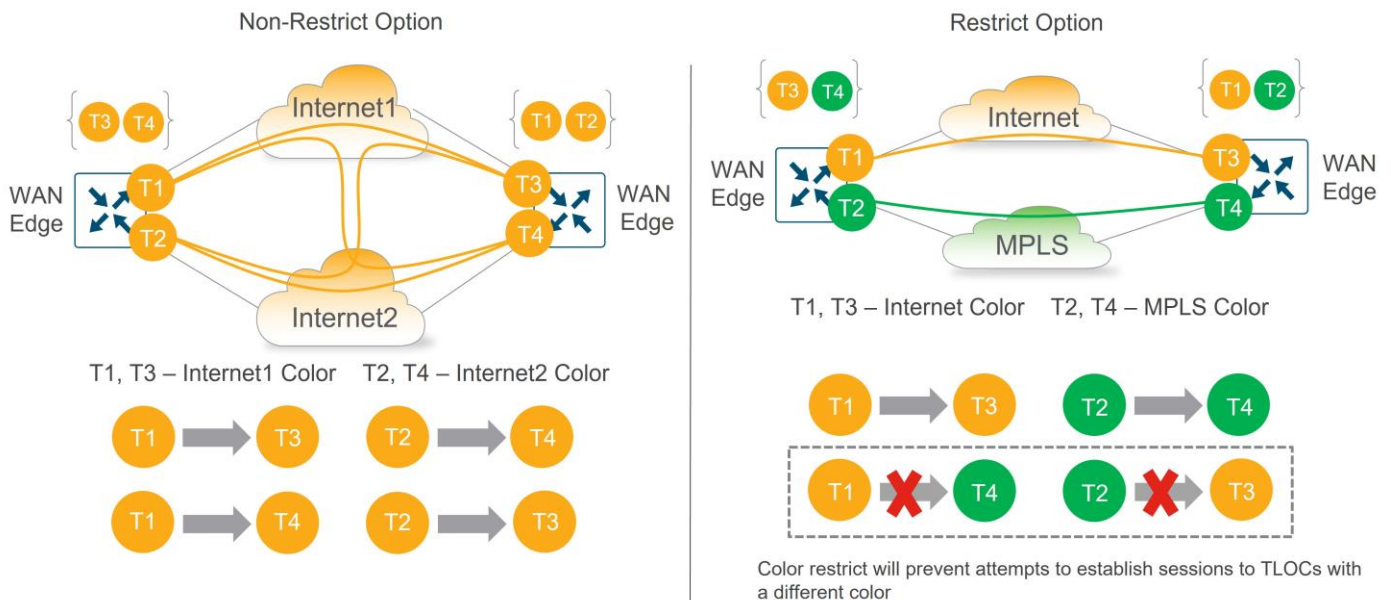 Non-Restrict Option
T3 T4
Internet1
T1 T2
WAN
Edge
T1
T2
T3
T4
WAN
Edge
Internet2
T1, T3 – Internet1 Color T2, T4 – Internet2 Color
T1 T3 T2 T4
T1 T4 T2 T3
Restrict Option
T3 T4
Internet
T1 T2
WAN
Edge
T1
T2
T3
T4
WAN
Edge
MPLS
T1, T3 – Internet Color T2, T4 – MPLS Color
T1 T3 T2 T4
T1 T4 T2 T3
Color restrict will prevent attempts to establish sessions to TLOCs with
a different color